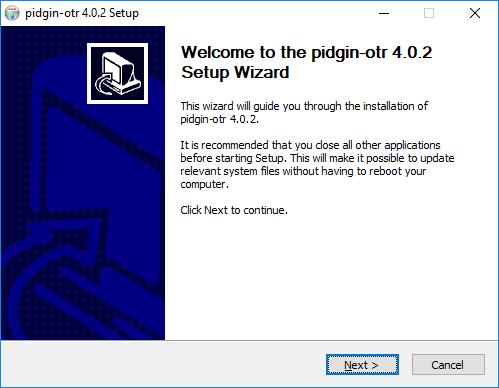 pidgin-otr 4.0.2 Setup
Welcome to the pidgin-otr 4.0.2
Setup Wizard
This wizard will guide you through the installation of
pidgin-otr 4.0.2.
It is recommended that you close all other applications
before starting Setup. This will make it possible to update
relevant system files without having to reboot your
computer.
Click Next to continue.
Next >
Cancel